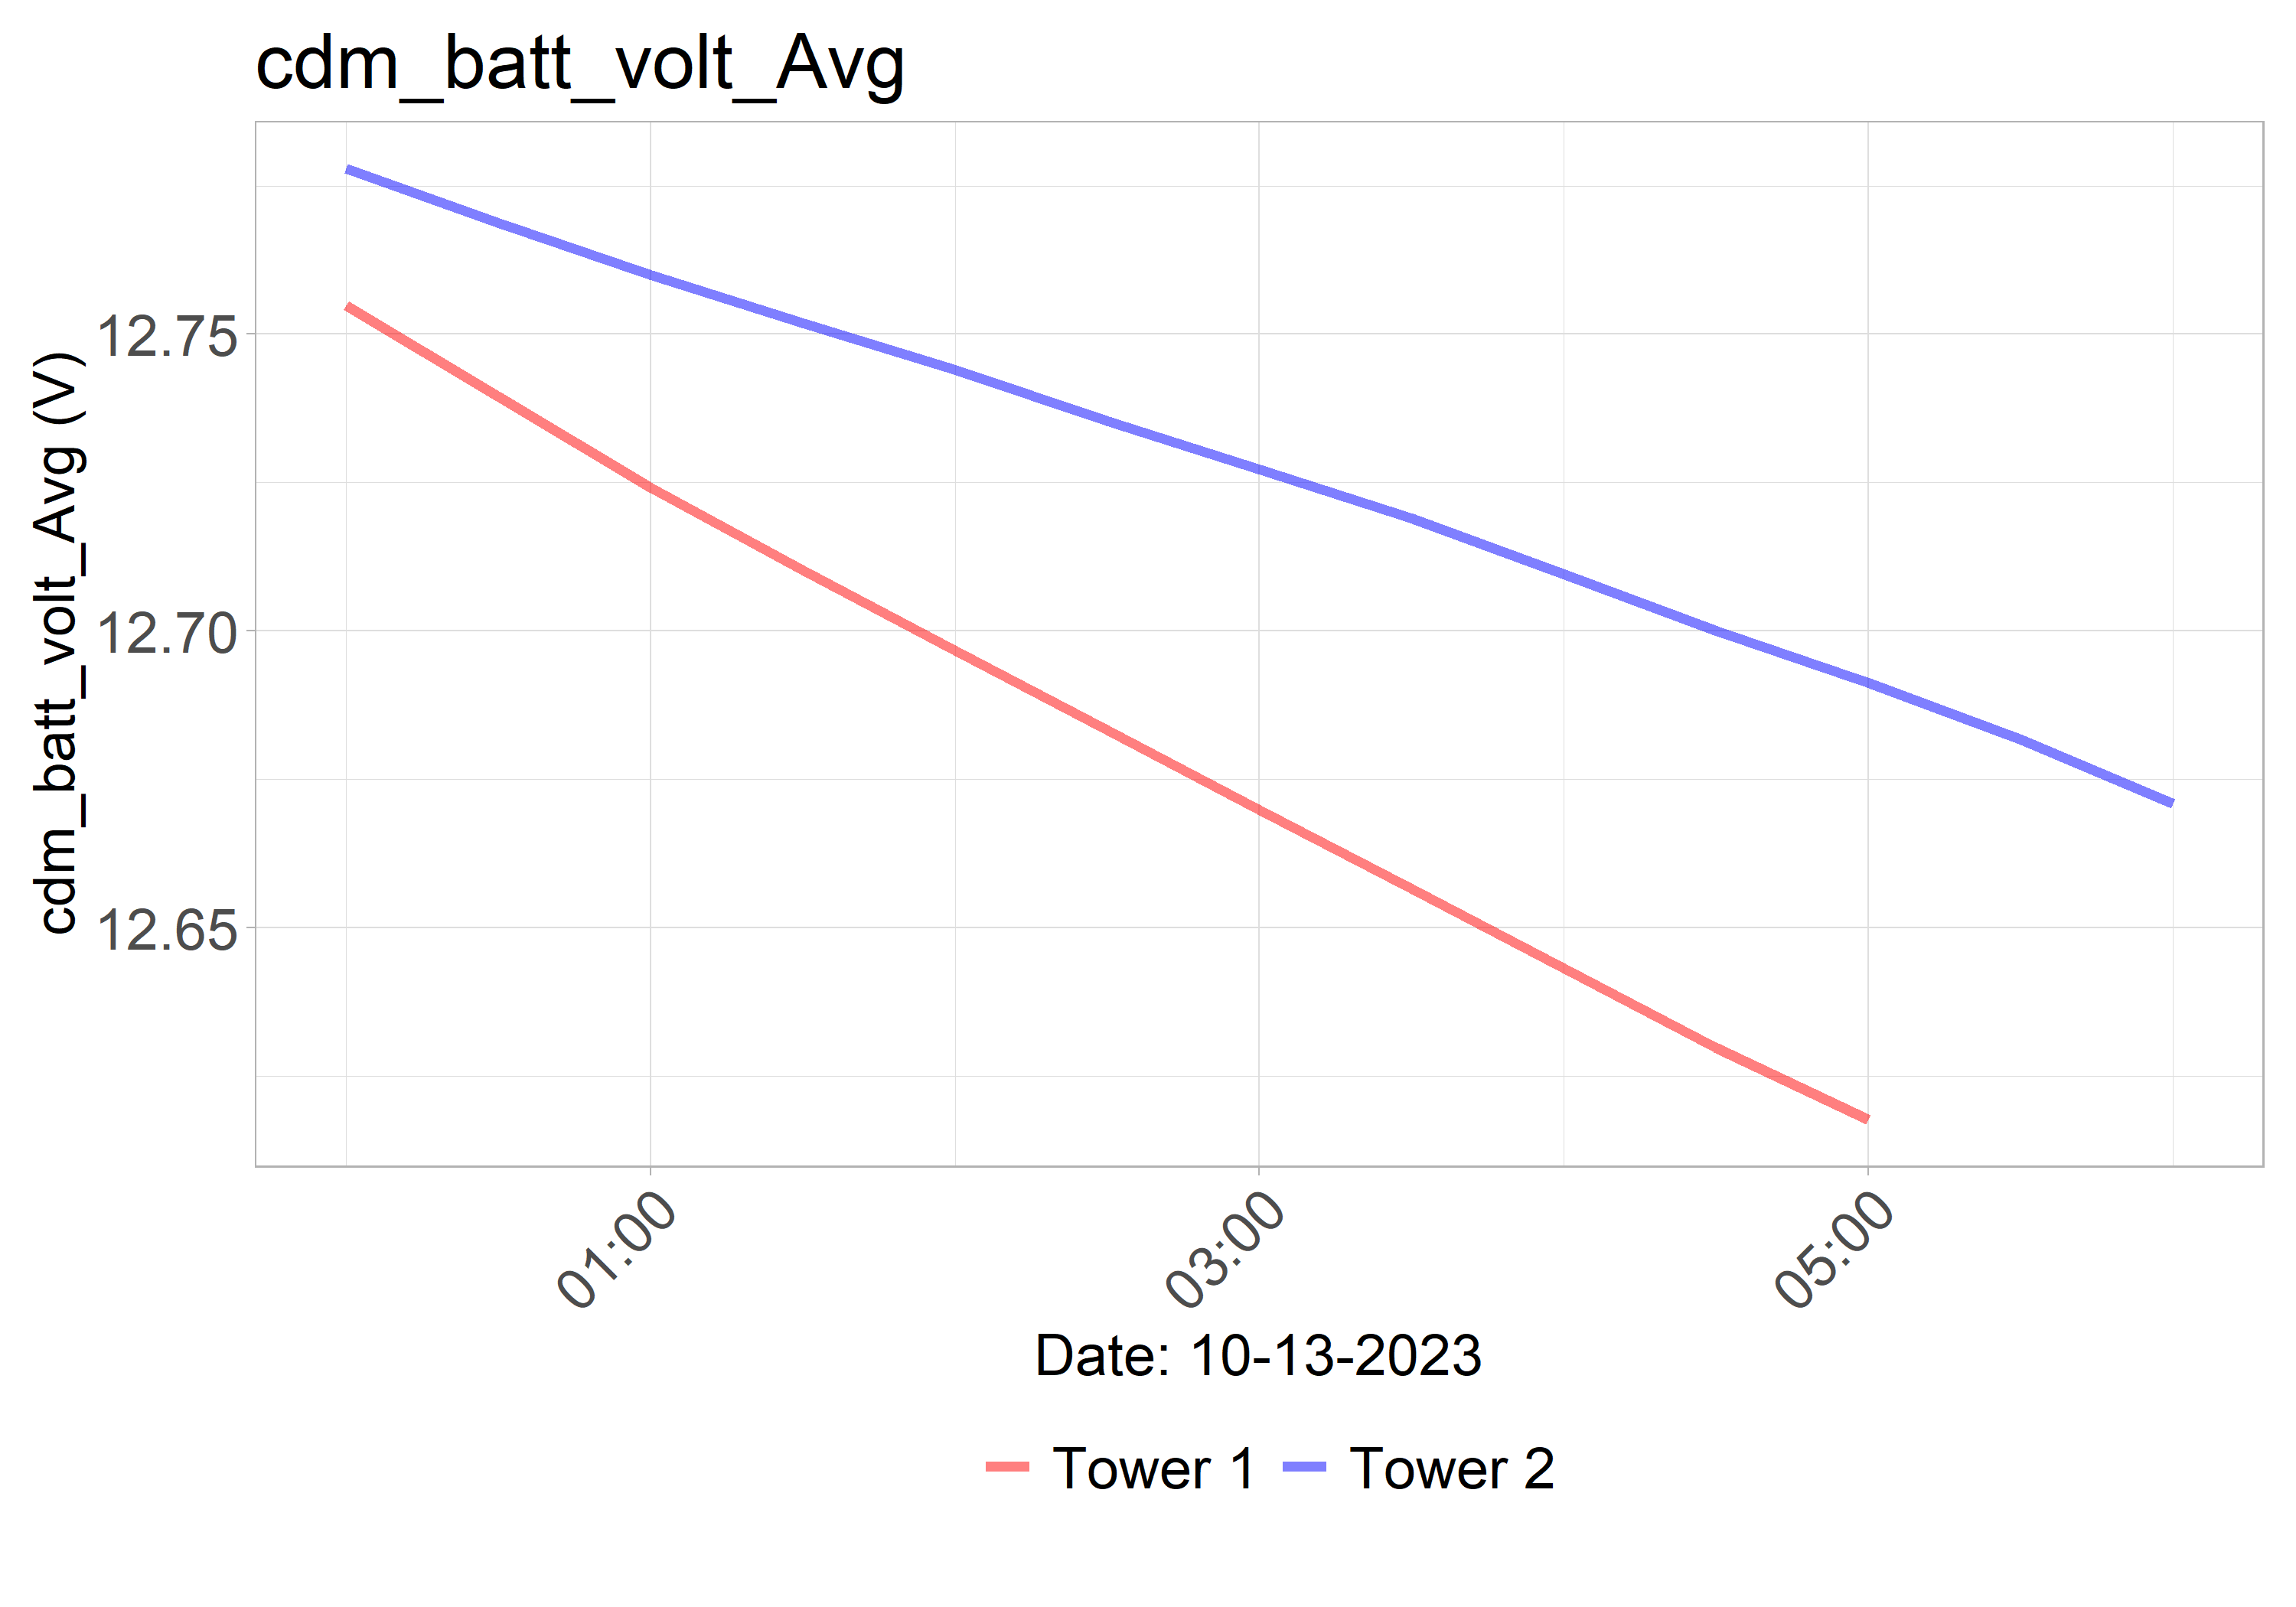 cdm_batt_volt_Avg
cdm_batt_volt_Avg (V)
12.75
12.70
12.65
01:00
03:00
05:00
Date: 10-13-2023
Tower 1
Tower 2